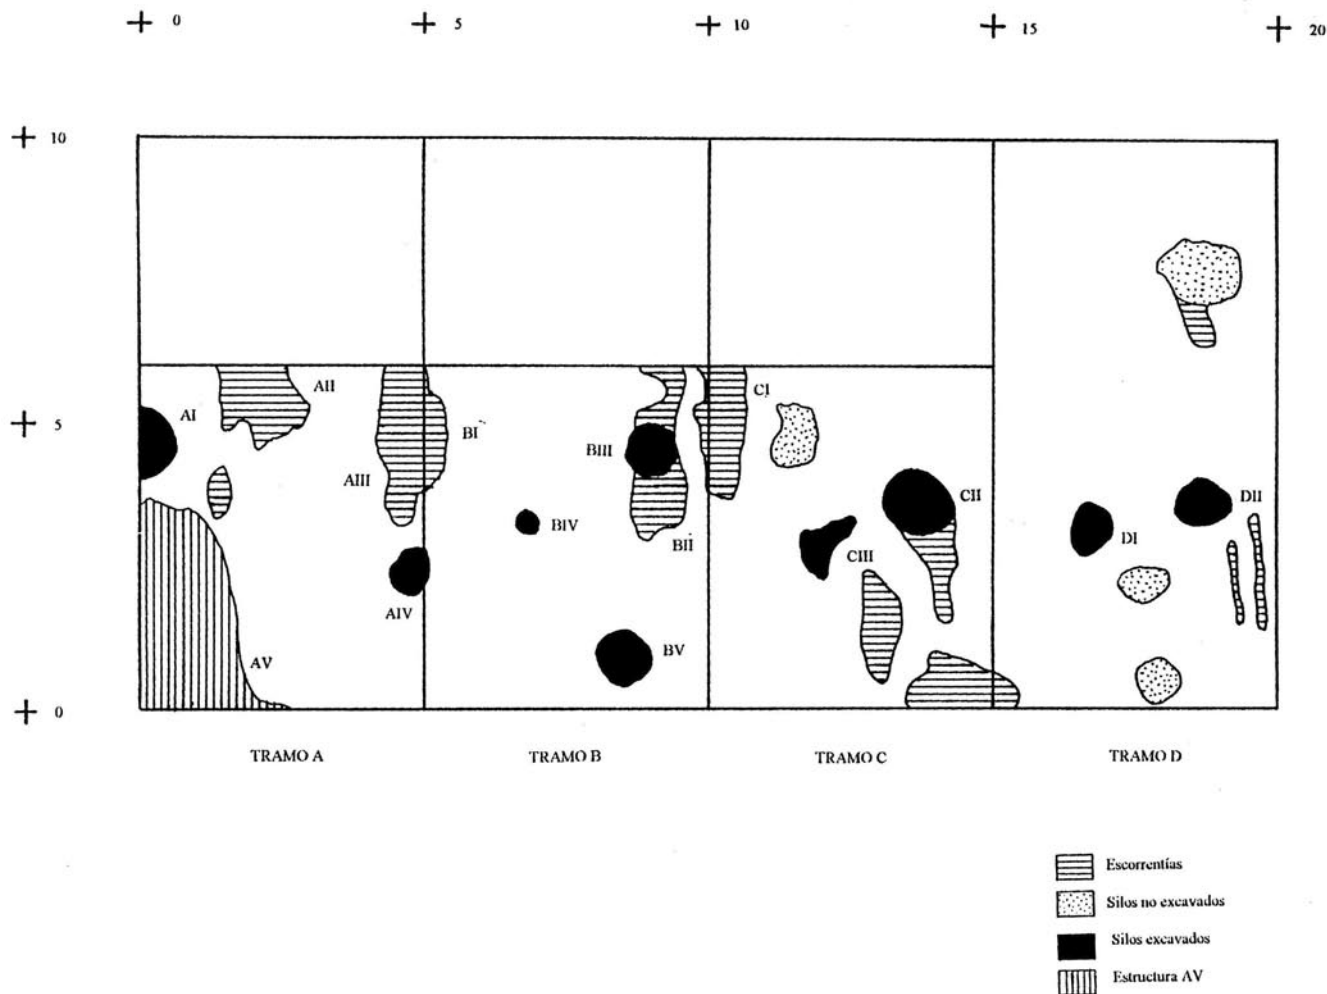 0 5 10 15 20
10
AII
CI
AI
5
BI
BIII
AIII
CII
DII
BIV
DI
BII
CIII
AIV
BV
AV
0
TRAMO A TRAMO B TRAMO C TRAMO D
Escorrentías
Silos no excavados
Silos excavados
Estructura AV